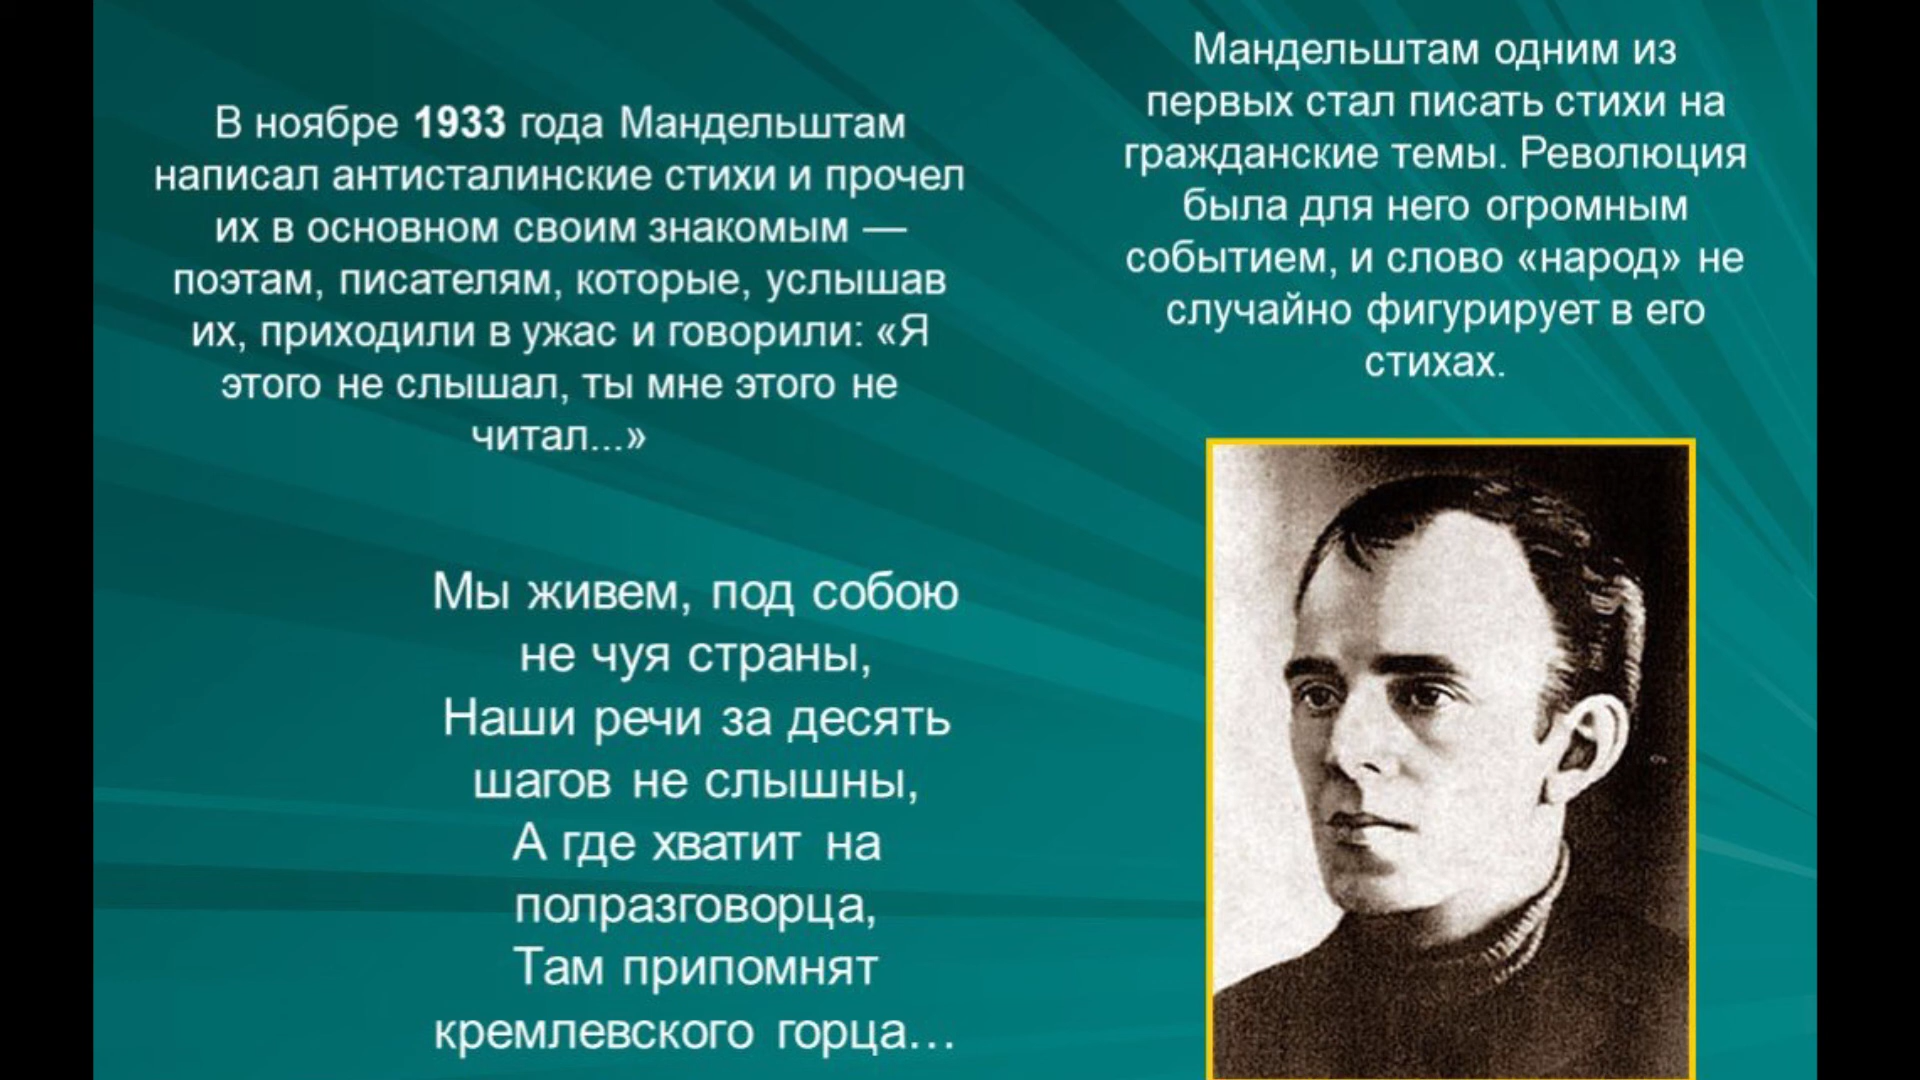 В ноябре 1933 года Мандельштам
написал антисталинские стихи и прочел
их в основном своим знакомым —
поэтам, писателям, которые, услышав
их, приходили в ужас и говорили: «Я
этого не слышал, ты мне этого не
читал...»
Мандельштам одним из
первых стал писать стихи на
гражданские темы. Революция
была для него огромным
событием, и слово «народ» не
случайно фигурирует в его
стихах.
Мы живем, под собою
не чуя страны,
Наши речи за десять
шагов не слышны,
А где хватит на
полразговорца,
Там припомнят
кремлевского горца…